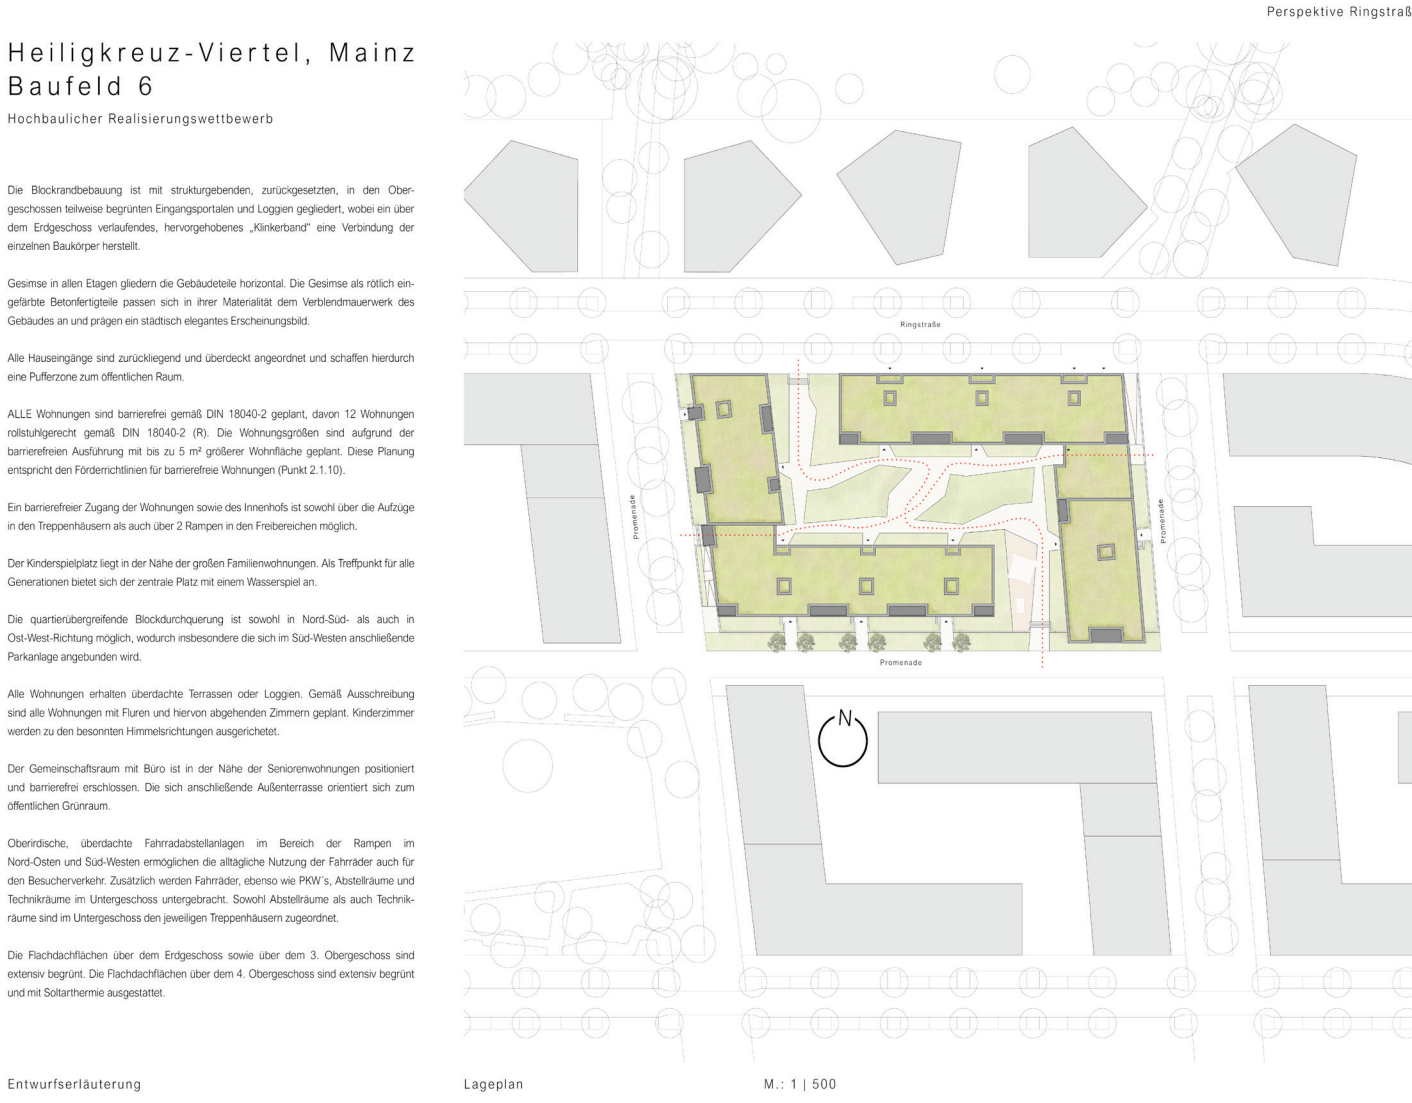 Perspektive Ringstraß
Heiligkreuz-Viertel, Mainz
Baufeld 6
Hochbaulicher Realisierungswettbewerb
Die Blockrandbebauung ist mit strukturgebenden, zurückgesetzten, in den Ober-
geschossen teilweise begrünten Eingangsportalen und Loggien gegliedert, wobei ein über
dem Erdgeschoss verlaufendes, hervorgehobenes „Klinkerband" eine Verbindung der
einzelnen Baukörper herstellt.
Gesimse in allen Etagen gliedern die Gebäudeteile horizontal. Die Gesimse als rötlich ein-
gefärbte Betonfertigteile passen sich in ihrer Materialität dem Verblendmauerwerk des
Gebäudes an und prägen ein städtisch elegantes Erscheinungsbild.
Alle Hauseingänge sind zurückliegend und überdeckt angeordnet und schaffen hierdurch
eine Pufferzone zum öffentlichen Raum.
ALLE Wohnungen sind barrierefrei gemäß DIN 18040-2 geplant, davon 12 Wohnungen
rollstuhlgerecht gemäß DIN 18040-2 (R). Die Wohnungsgrößen sind aufgrund der
barrierefreien Ausführung mit bis zu 5 m² größerer Wohnfläche geplant. Diese Planung
entspricht den Förderrichtlinien für barrierefreie Wohnungen (Punkt 2.1.10).
Ein barrierefreier Zugang der Wohnungen sowie des Innenhofs ist sowohl über die Aufzüge
in den Treppenhäusern als auch über 2 Rampen in den Freibereichen möglich.
Der Kinderspielplatz liegt in der Nähe der großen Familienwohnungen. Als Treffpunkt für alle
Generationen bietet sich der zentrale Platz mit einem Wasserspiel an.
Die quartierübergreifende Blockdurchquerung ist sowohl in Nord-Süd- als auch in
Ost-West-Richtung möglich, wodurch insbesondere die sich im Süd-Westen anschließende
Parkanlage angebunden wird.
Alle Wohnungen erhalten überdachte Terrassen oder Loggien. Gemäß Ausschreibung
sind alle Wohnungen mit Fluren und hiervon abgehenden Zimmern geplant. Kinderzimmer
werden zu den besonnten Himmelsrichtungen ausgerichetet.
Der Gemeinschaftsraum mit Büro ist in der Nähe der Seniorenwohnungen positioniert
und barrierefrei erschlossen. Die sich anschließende Außenterrasse orientiert sich zum
öffentlichen Grünraum.
Oberirdische, überdachte Fahrradabstellanlagen im Bereich der Rampen im
Nord-Osten und Süd-Westen ermöglichen die alltägliche Nutzung der Fahrräder auch für
den Besucherverkehr. Zusätzlich werden Fahrräder, ebenso wie PKW´s, Abstellräume und
Technikräume im Untergeschoss untergebracht. Sowohl Abstellräume als auch Technik-
räume sind im Untergeschoss den jeweiligen Treppenhäusern zugeordnet.
Die Flachdachflächen über dem Erdgeschoss sowie über dem 3. Obergeschoss sind
extensiv begrünt. Die Flachdachflächen über dem 4. Obergeschoss sind extensiv begrünt
und mit Soltarthermie ausgestattet.
Entwurfserläuterung
Ringstraße
Promenade
Promenade
Promenade
N
Lageplan
M.: 1 | 500